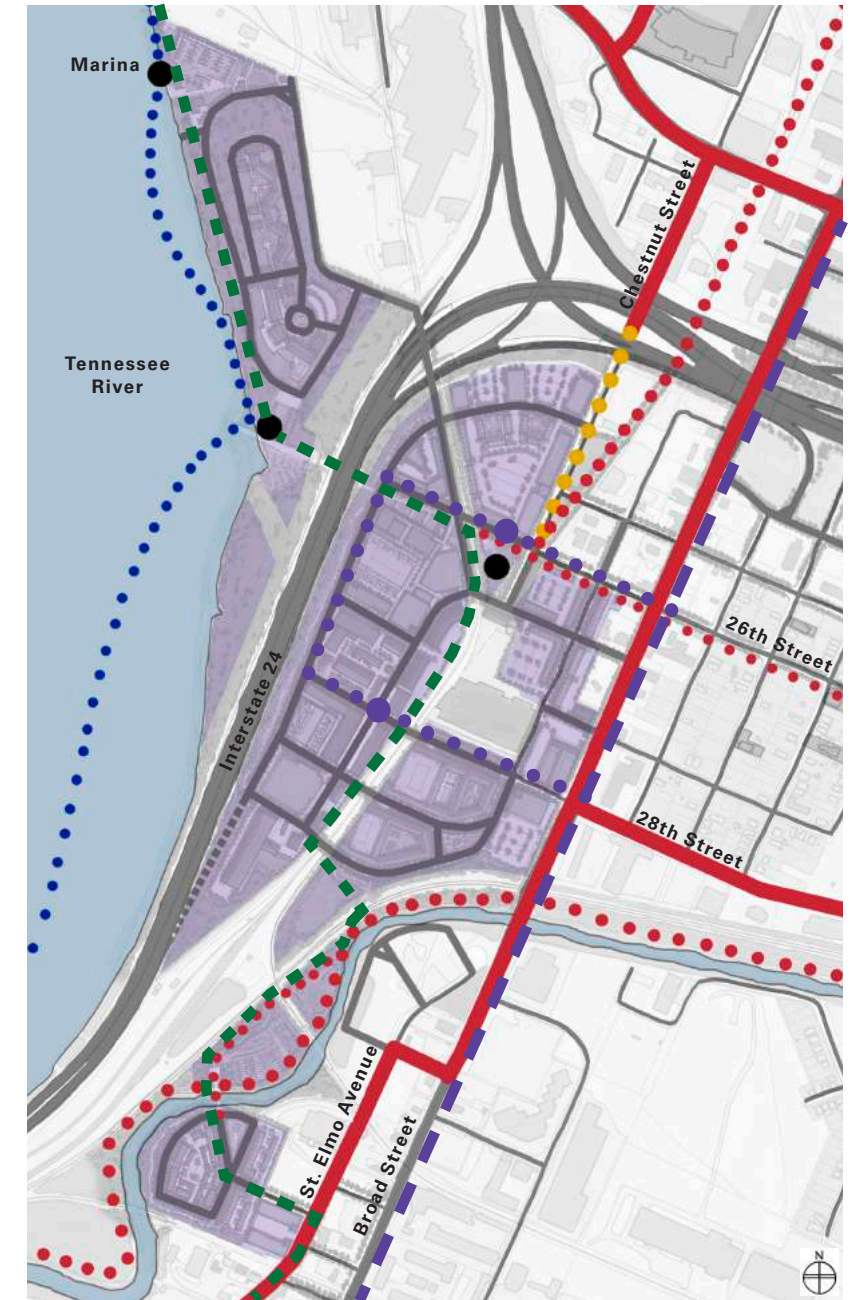 Marina
Chestnut Street
Tennessee
River
26th Street
Interstate 24
28th Street
St. Elmo Avenue
Broad Street
N